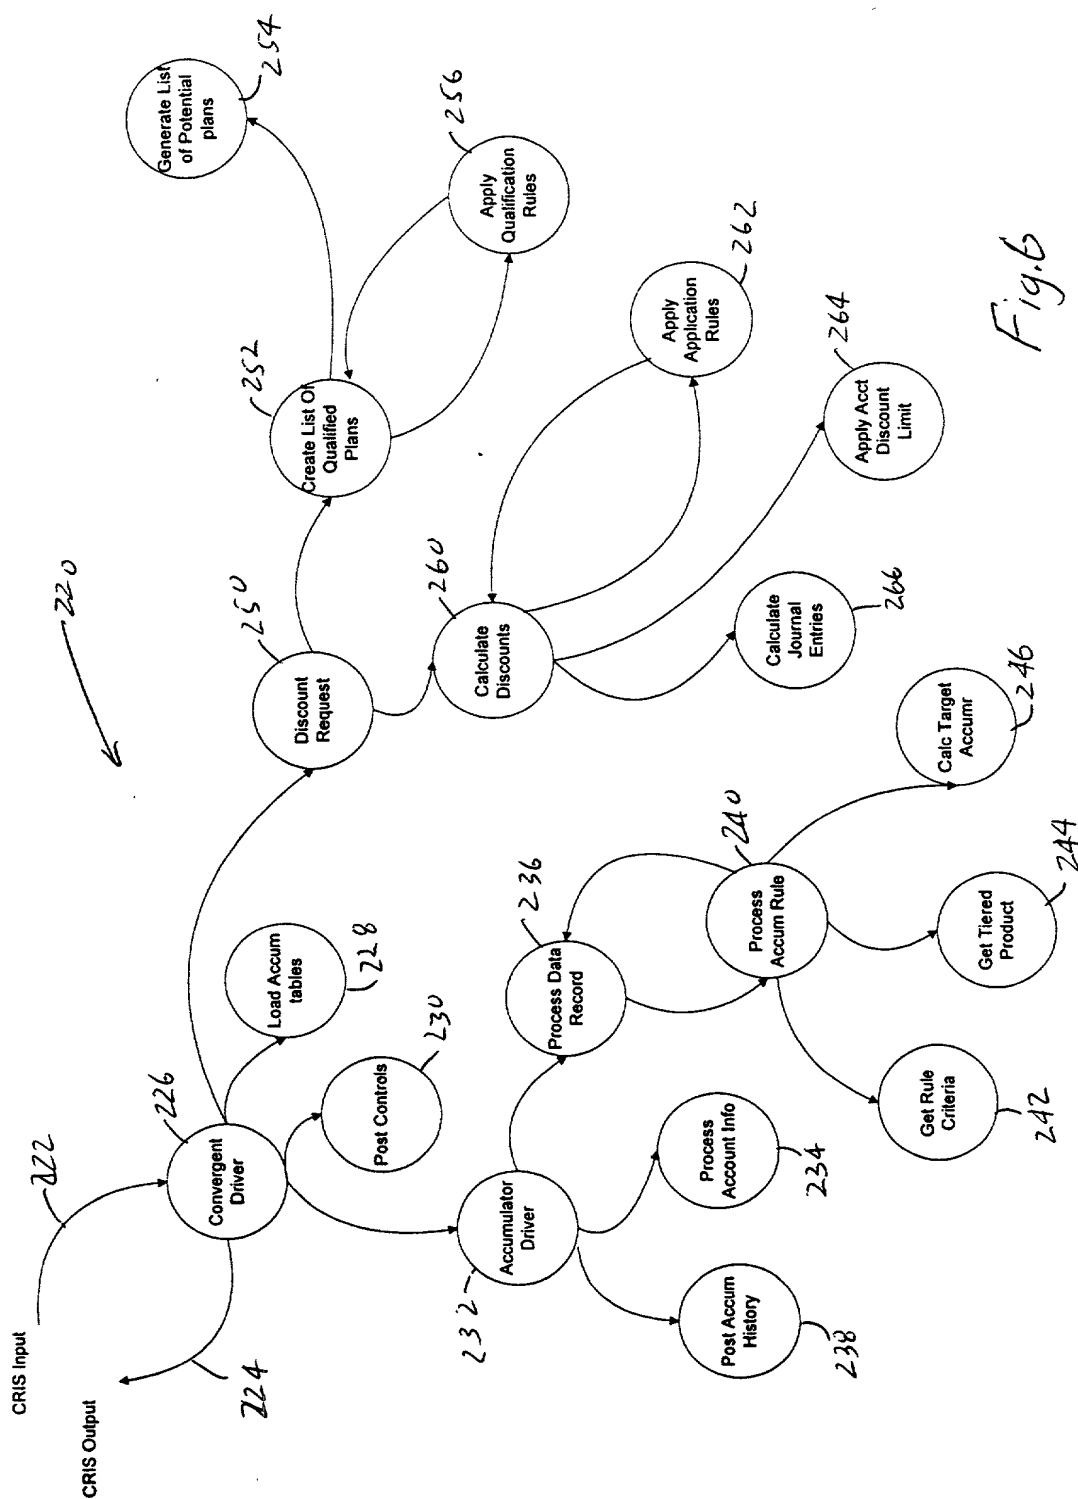 CRIS Input
222
CRIS Output
224
Convergent
Driver
226
220
Load Accum
tables
228
Post Controls
230
Accumulator
Driver
232
Process
Account Info
234
Process Data
Record
236
Post Accum
History
238
Process
Accum Rule
240
Get Rule
Criteria
242
Get Tiered
Product
244
Calc Target
Accumr
246
Discount
Request
250
Create List Of
Qualified
Plans
252
Generate List
of Potential
plans
254
Apply
Qualification
Rules
256
Calculate
Discounts
260
Apply
Application
Rules
262
Apply Acct
Discount
Limit
264
Calculate
Journal
Entries
266
Fig.6